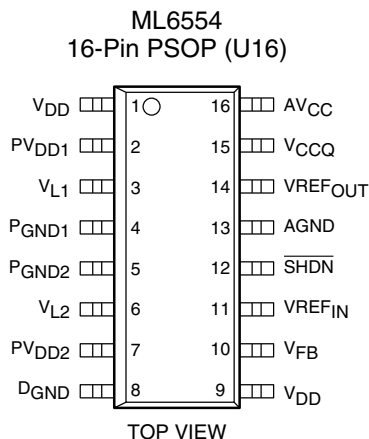 ML6554
16-Pin PSOP (U16)
VDD 1 16 AVCC
PVDD1 2 15 VCCQ
VL1 3 14 VREFOUT
PGND1 4 13 AGND
PGND2 5 12 SHDN
VL2 6 11 VREFIN
PVDD2 7 10 VFB
DGND 8 9 VDD
TOP VIEW